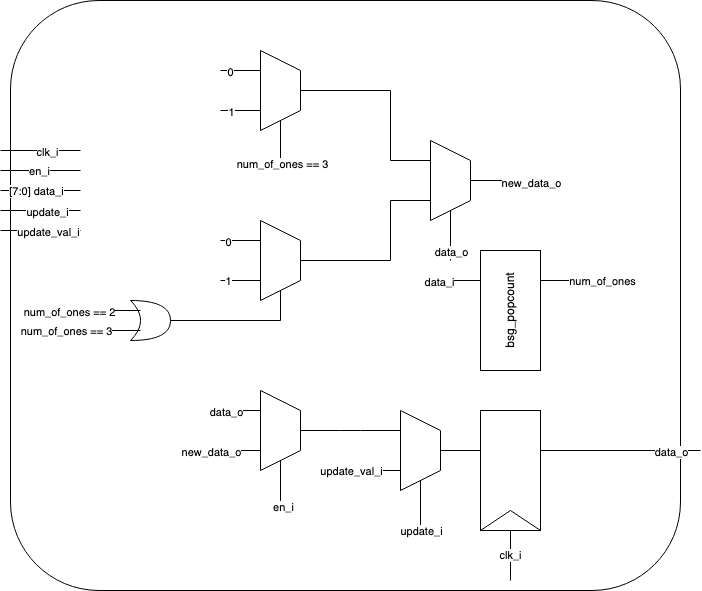 0
1
num_of_ones == 3
clk_i
en_i
[7:0] data_i
update_i
update_val_i
new_data_o
0
1
data_o
data_i
bsg_popcount
num_of_ones
num_of_ones == 2
num_of_ones == 3
data_o
new_data_o
en_i
update_val_i
update_i
data_o
clk_i